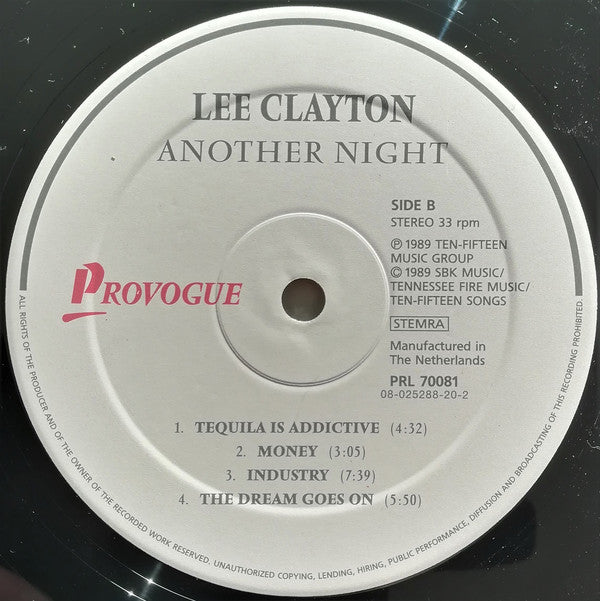 LEE CLAYTON
ANOTHER NIGHT
SIDE B
STEREO 33 rpm
℗ 1989 TEN-FIFTEEN
MUSIC GROUP
© 1989 SBK MUSIC/
TENNESSEE FIRE MUSIC/
TEN-FIFTEEN SONGS
STEMRA
Manufactured in
The Netherlands
PRL 70081
08-025288-20-2
PROVOGUE
1. TEQUILA IS ADDICTIVE (4:32)
2. MONEY (3:05)
3. INDUSTRY (7:39)
4. THE DREAM GOES ON (5:50)
ALL RIGHTS OF THE PRODUCER AND OF THE OWNER OF THE RECORDED WORK RESERVED. UNAUTHORIZED COPYING, LENDING, HIRING, PUBLIC PERFORMANCE, DIFFUSION AND BROADCASTING OF THIS RECORDING PROHIBITED.